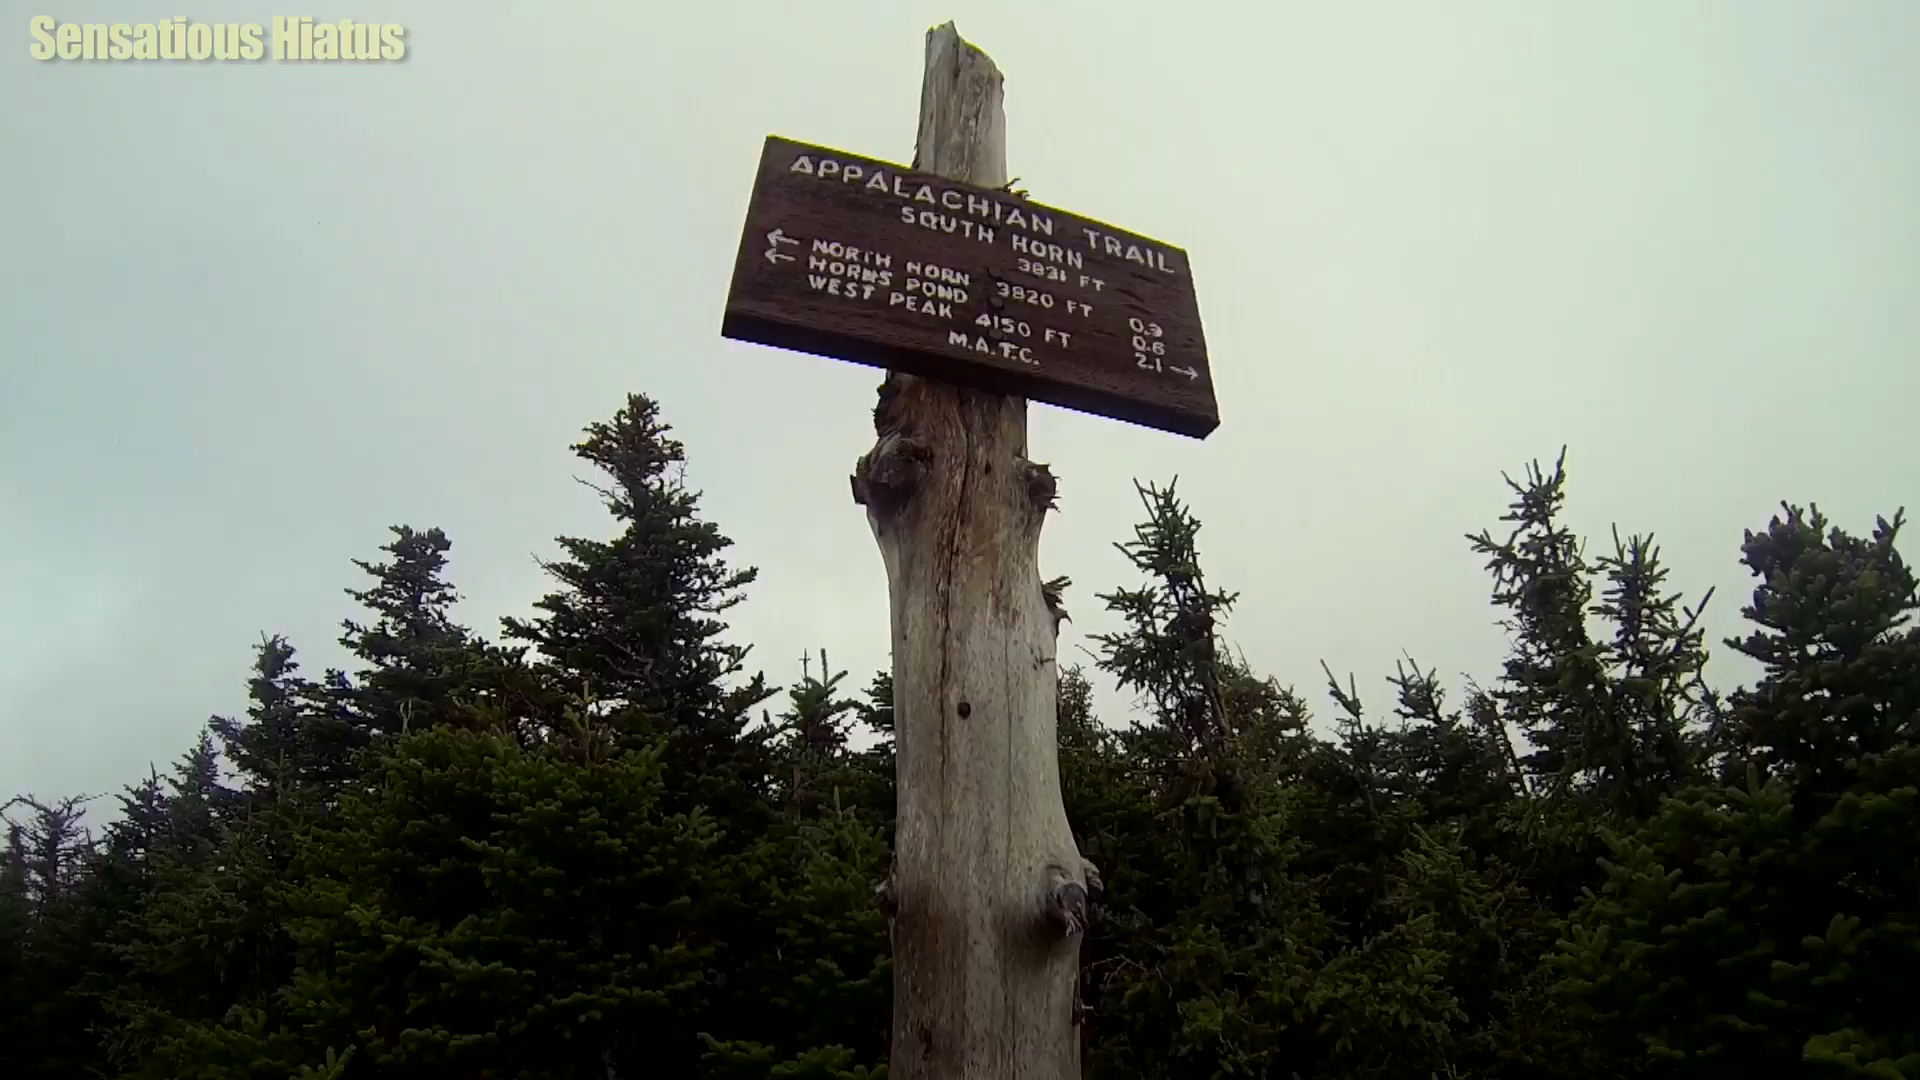 Sensatious Hiatus
APPALACHIAN TRAIL
SOUTH HORN
3831 FT
← NORTH HORN 3820 FT 0.3
← HORNS POND 0.6
WEST PEAK 4150 FT 2.1 →
M.A.T.C.